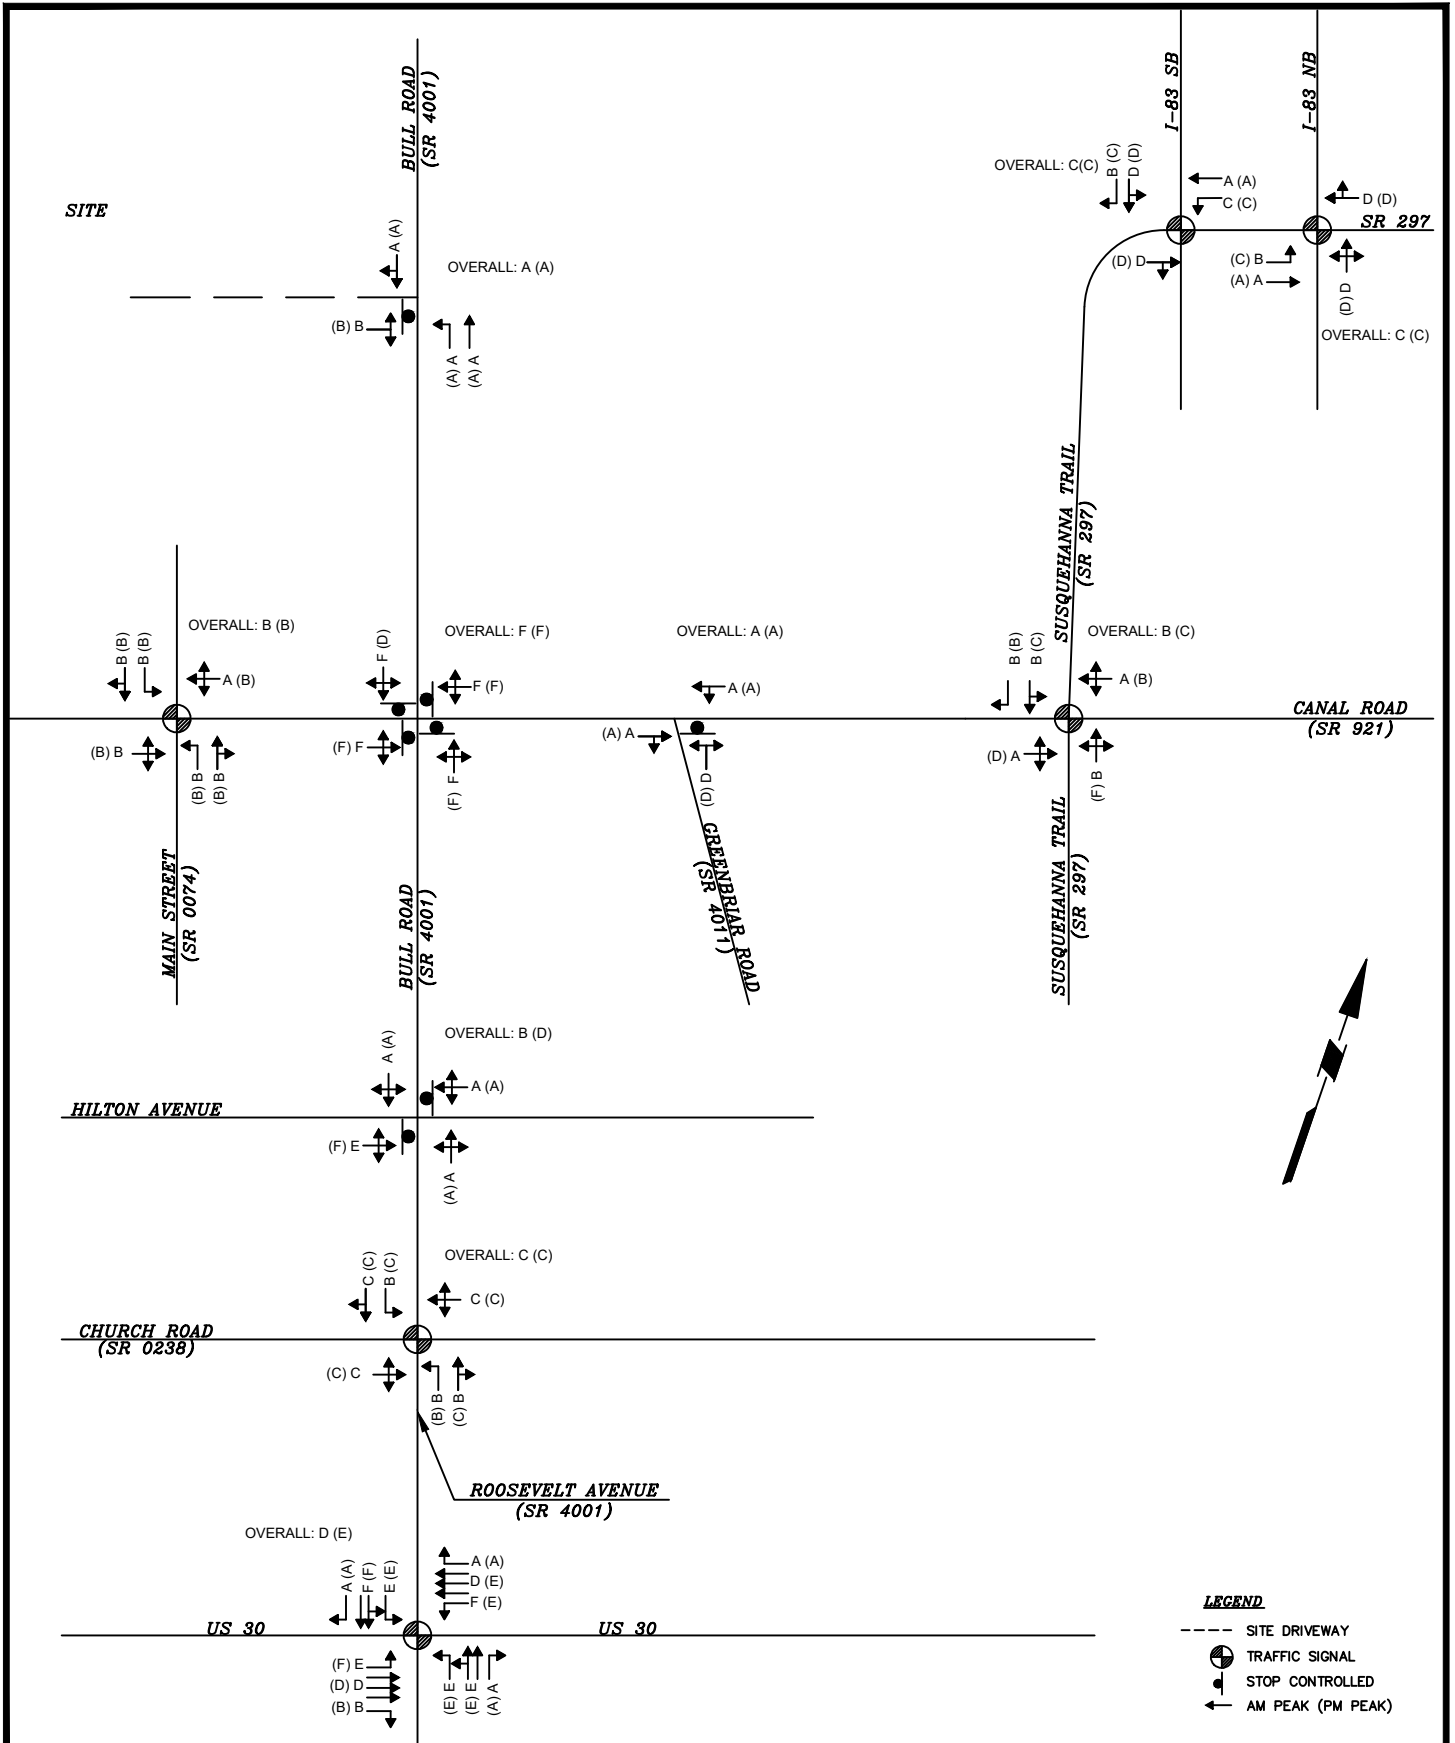 BULL ROAD
(SR 4001)
I-83 SB
I-83 NB
OVERALL: C(C)
B (C)
D (D)
A (A)
C (C)
D (D)
SR 297
(D) D
(C) B
(A) A
(D) D
OVERALL: C (C)
SITE
A (A)
OVERALL: A (A)
(B) B
(A) A
(A) A
SUSQUEHANNA TRAIL
(SR 297)
B (B)
B (B)
OVERALL: B (B)
A (B)
(B) B
(B) B
(B) B
F (D)
OVERALL: F (F)
F (F)
(F) F
(F) F
OVERALL: A (A)
A (A)
(A) A
(D) D
B (B)
B (C)
OVERALL: B (C)
A (B)
(D) A
(F) B
CANAL ROAD
(SR 921)
MAIN STREET
(SR 0074)
BULL ROAD
(SR 4001)
GREENBRIAR ROAD
(SR 4011)
SUSQUEHANNA TRAIL
(SR 297)
A (A)
OVERALL: B (D)
A (A)
HILTON AVENUE
(F) E
(A) A
C (C)
B (C)
OVERALL: C (C)
C (C)
CHURCH ROAD
(SR 0238)
(C) C
(B) B
(C) B
ROOSEVELT AVENUE
(SR 4001)
OVERALL: D (E)
A (A)
F (F)
E (E)
A (A)
D (E)
F (E)
US 30
US 30
(F) E
(D) D
(B) B
(E) E
(E) E
(A) A
LEGEND
SITE DRIVEWAY
TRAFFIC SIGNAL
STOP CONTROLLED
AM PEAK (PM PEAK)